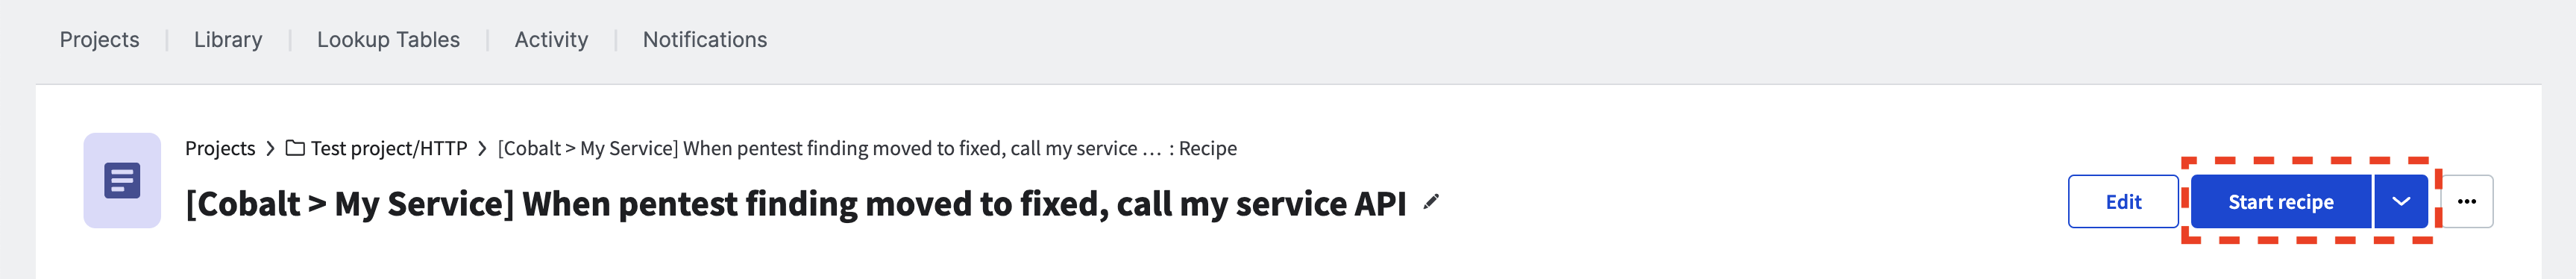 Projects | Library | Lookup Tables | Activity | Notifications
Projects > Test project/HTTP > [Cobalt > My Service] When pentest finding moved to fixed, call my service ... : Recipe
[Cobalt > My Service] When pentest finding moved to fixed, call my service API
Edit
Start recipe